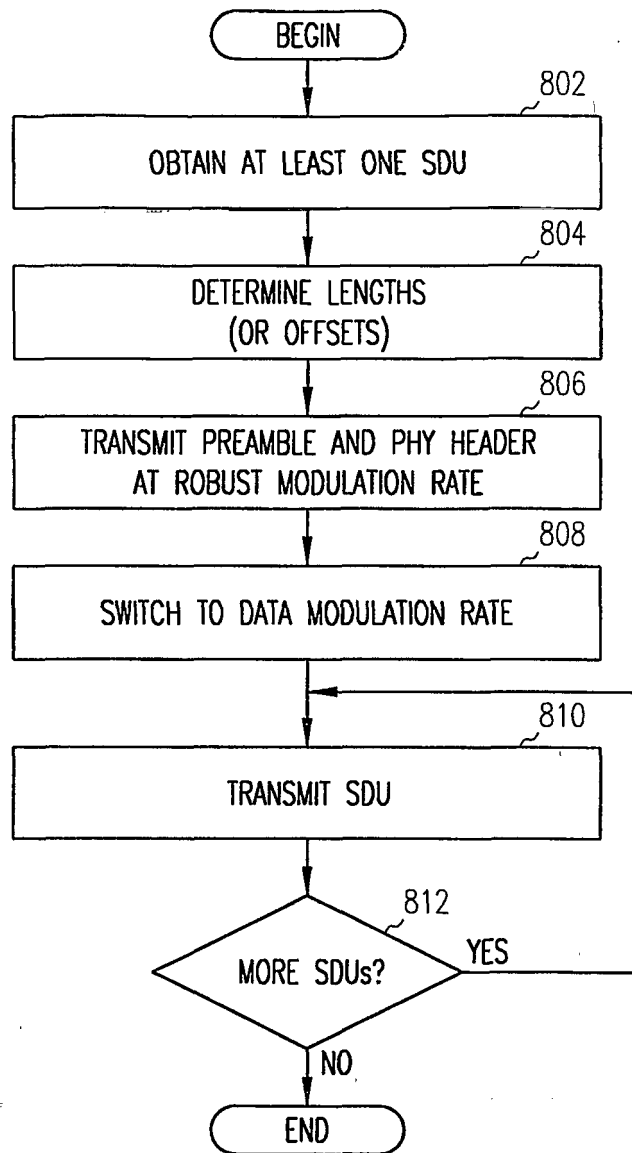 BEGIN
802
OBTAIN AT LEAST ONE SDU
804
DETERMINE LENGTHS
(OR OFFSETS)
806
TRANSMIT PREAMBLE AND PHY HEADER
AT ROBUST MODULATION RATE
808
SWITCH TO DATA MODULATION RATE
810
TRANSMIT SDU
812
MORE SDUs?
YES
NO
END